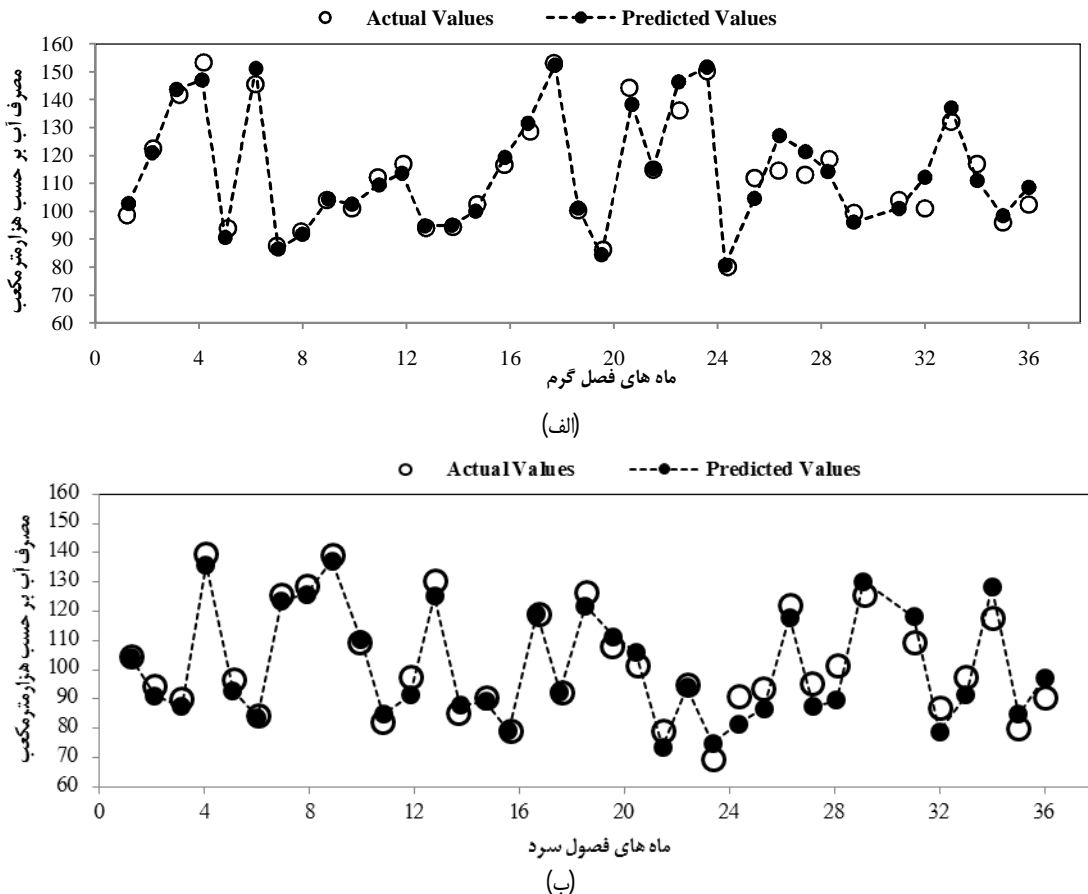 Actual Values Predicted Values
مصرف آب بر حسب هزارمترمکعب
160
150
140
130
120
110
100
90
80
70
60
0 4 8 12 16 20 24 28 32 36
ماه های فصل گرم
(الف)
Actual Values Predicted Values
مصرف آب بر حسب هزارمترمکعب
160
150
140
130
120
110
100
90
80
70
60
0 4 8 12 16 20 24 28 32 36
ماه های فصول سرد
(ب)